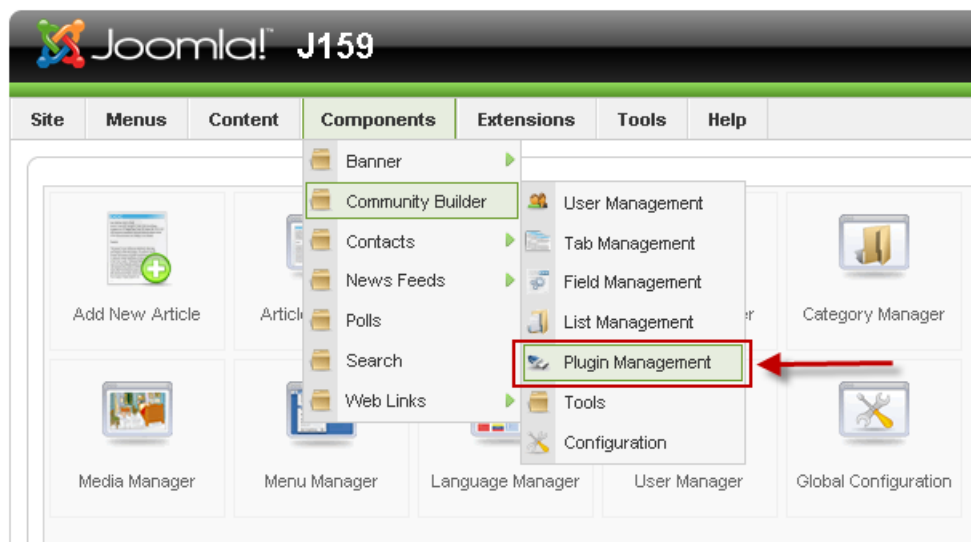 Joomla! J159
Site Menus Content Components Extensions Tools Help
Banner
Community Builder
Contacts
News Feeds
Polls
Search
Web Links
User Management
Tab Management
Field Management
List Management
Plugin Management
Tools
Configuration
Add New Article
Category Manager
Media Manager
Menu Manager
Language Manager
User Manager
Global Configuration